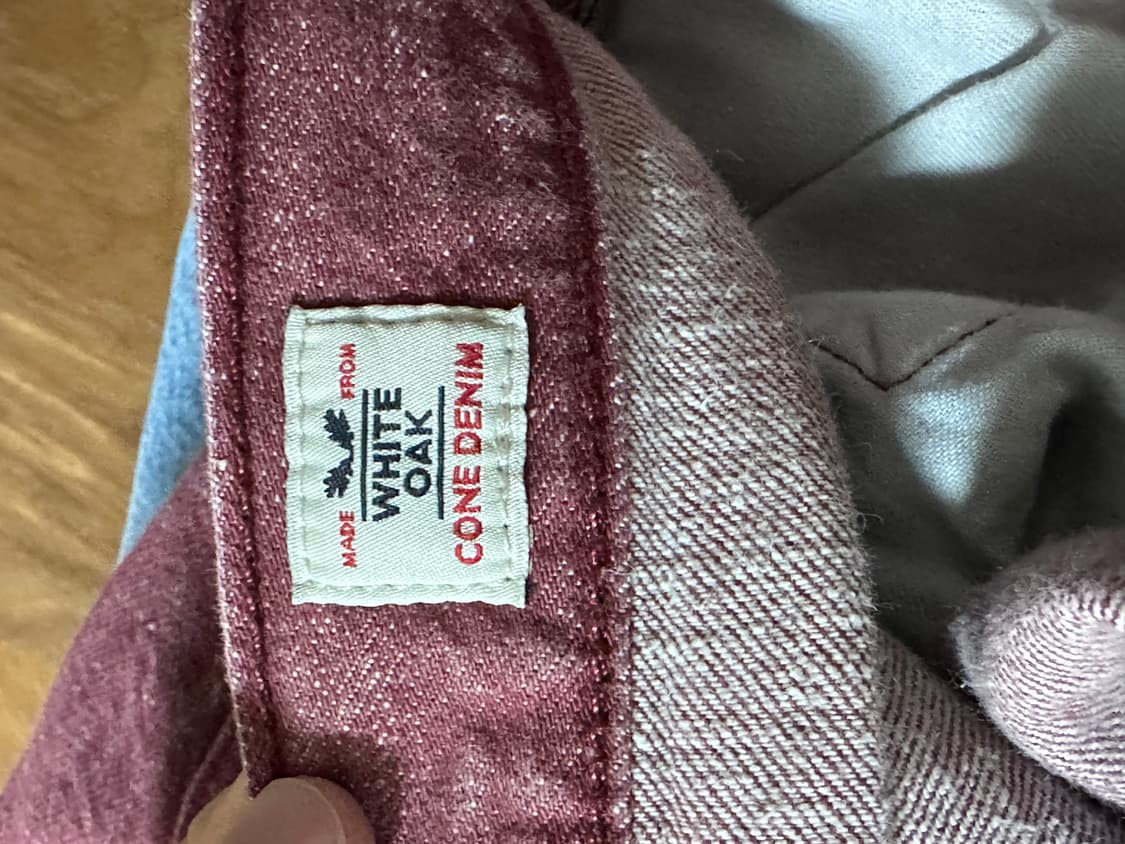 MADE FROM
WHITE
OAK
CONE DENIM